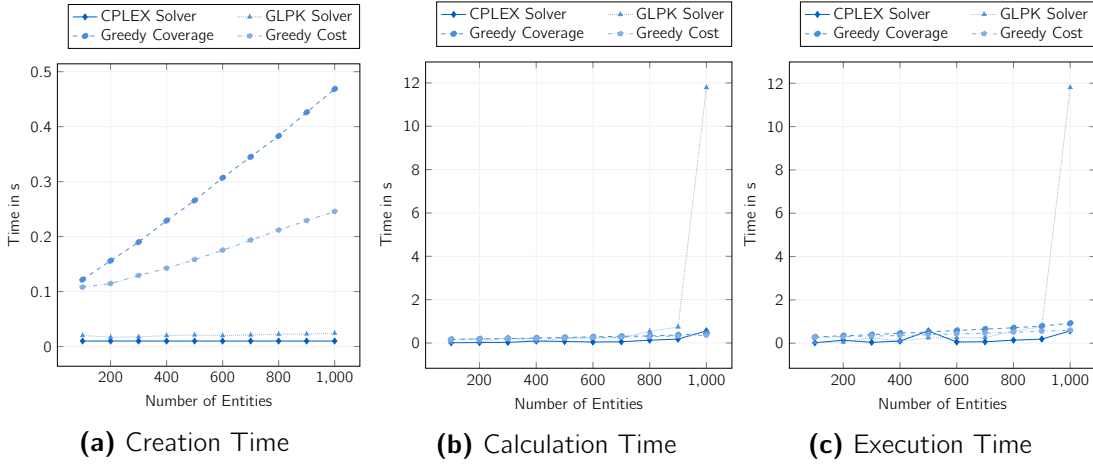 CPLEX Solver GLPK Solver
Greedy Coverage Greedy Cost
0.5
0.4
0.3
0.2
0.1
0
Time in s
200 400 600 800 1,000
Number of Entities
(a) Creation Time
CPLEX Solver GLPK Solver
Greedy Coverage Greedy Cost
12
10
8
6
4
2
0
Time in s
200 400 600 800 1,000
Number of Entities
(b) Calculation Time
CPLEX Solver GLPK Solver
Greedy Coverage Greedy Cost
12
10
8
6
4
2
0
Time in s
200 400 600 800 1,000
Number of Entities
(c) Execution Time